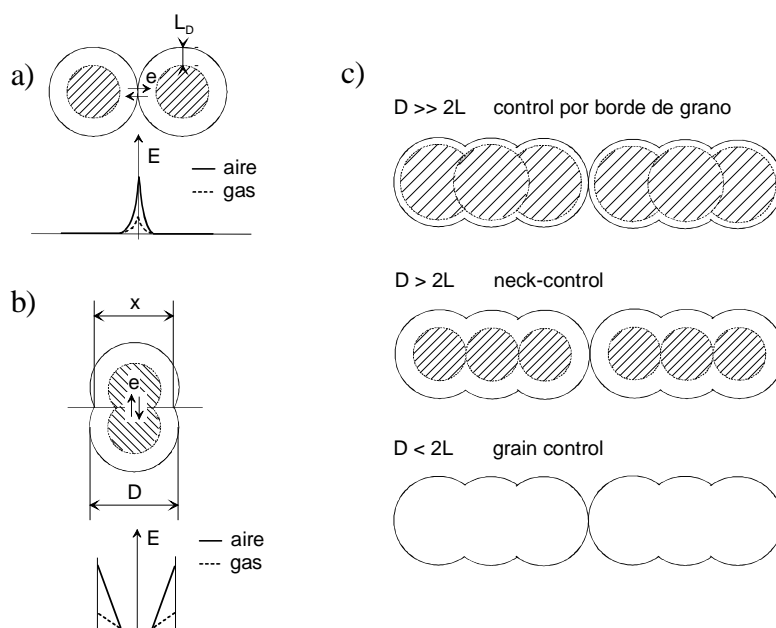 a)
L_D
e
E
aire
gas
b)
x
e
D
E
aire
gas
c)
D >> 2L control por borde de grano
D > 2L neck-control
D < 2L grain control